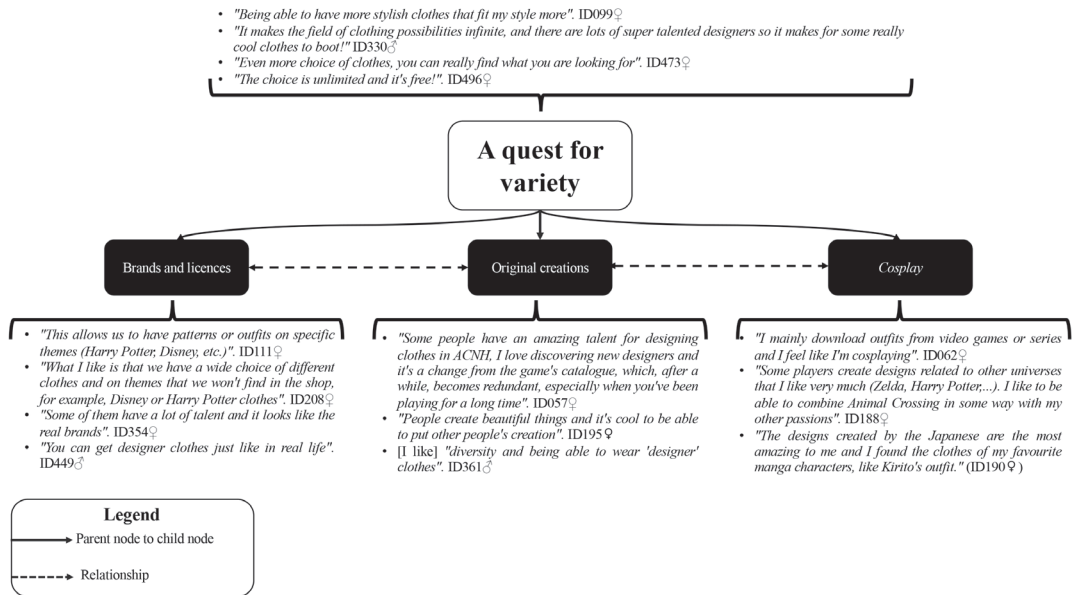 • "Being able to have more stylish clothes that fit my style more". ID099♀
• "It makes the field of clothing possibilities infinite, and there are lots of super talented designers so it makes for some really
cool clothes to boot!" ID330♂
• "Even more choice of clothes, you can really find what you are looking for". ID473♀
• "The choice is unlimited and it's free!". ID496♀
A quest for
variety
Brands and licences
Original creations
Cosplay
• "This allows us to have patterns or outfits on specific
themes (Harry Potter, Disney, etc.)". ID111♀
• "What I like is that we have a wide choice of different
clothes and on themes that we won't find in the shop,
for example, Disney or Harry Potter clothes". ID208♀
• "Some of them have a lot of talent and it looks like the
real brands". ID354♀
• "You can get designer clothes just like in real life".
ID449♂
• "Some people have an amazing talent for designing
clothes in ACNH, I love discovering new designers and
it's a change from the game's catalogue, which, after a
while, becomes redundant, especially when you've been
playing for a long time". ID057♀
• "People create beautiful things and it's cool to be able
to put other people's creation". ID195♀
• [I like] "diversity and being able to wear 'designer'
clothes". ID361♂
• "I mainly download outfits from video games or series
and I feel like I'm cosplaying". ID062♀
• "Some players create designs related to other universes
that I like very much (Zelda, Harry Potter,...). I like to be
able to combine Animal Crossing in some way with my
other passions". ID188♀
• "The designs created by the Japanese are the most
amazing to me and I found the clothes of my favourite
manga characters, like Kirito's outfit." (ID190♀)
Legend
Parent node to child node
Relationship